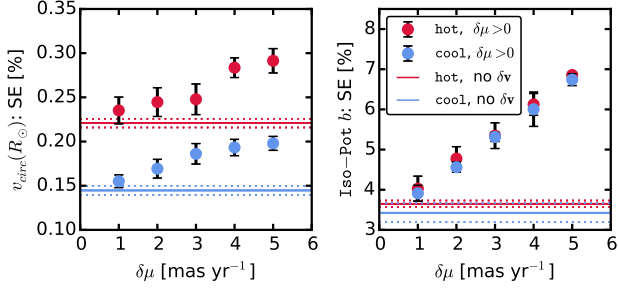 v_circ(R_☉): SE [%]
0.35
0.30
0.25
0.20
0.15
0.10
0 1 2 3 4 5 6
δμ [mas yr⁻¹]
Iso−Pot b: SE [%]
8
7
6
5
4
3
0 1 2 3 4 5 6
δμ [mas yr⁻¹]
hot, δμ>0
cool, δμ>0
hot, no δv
cool, no δv